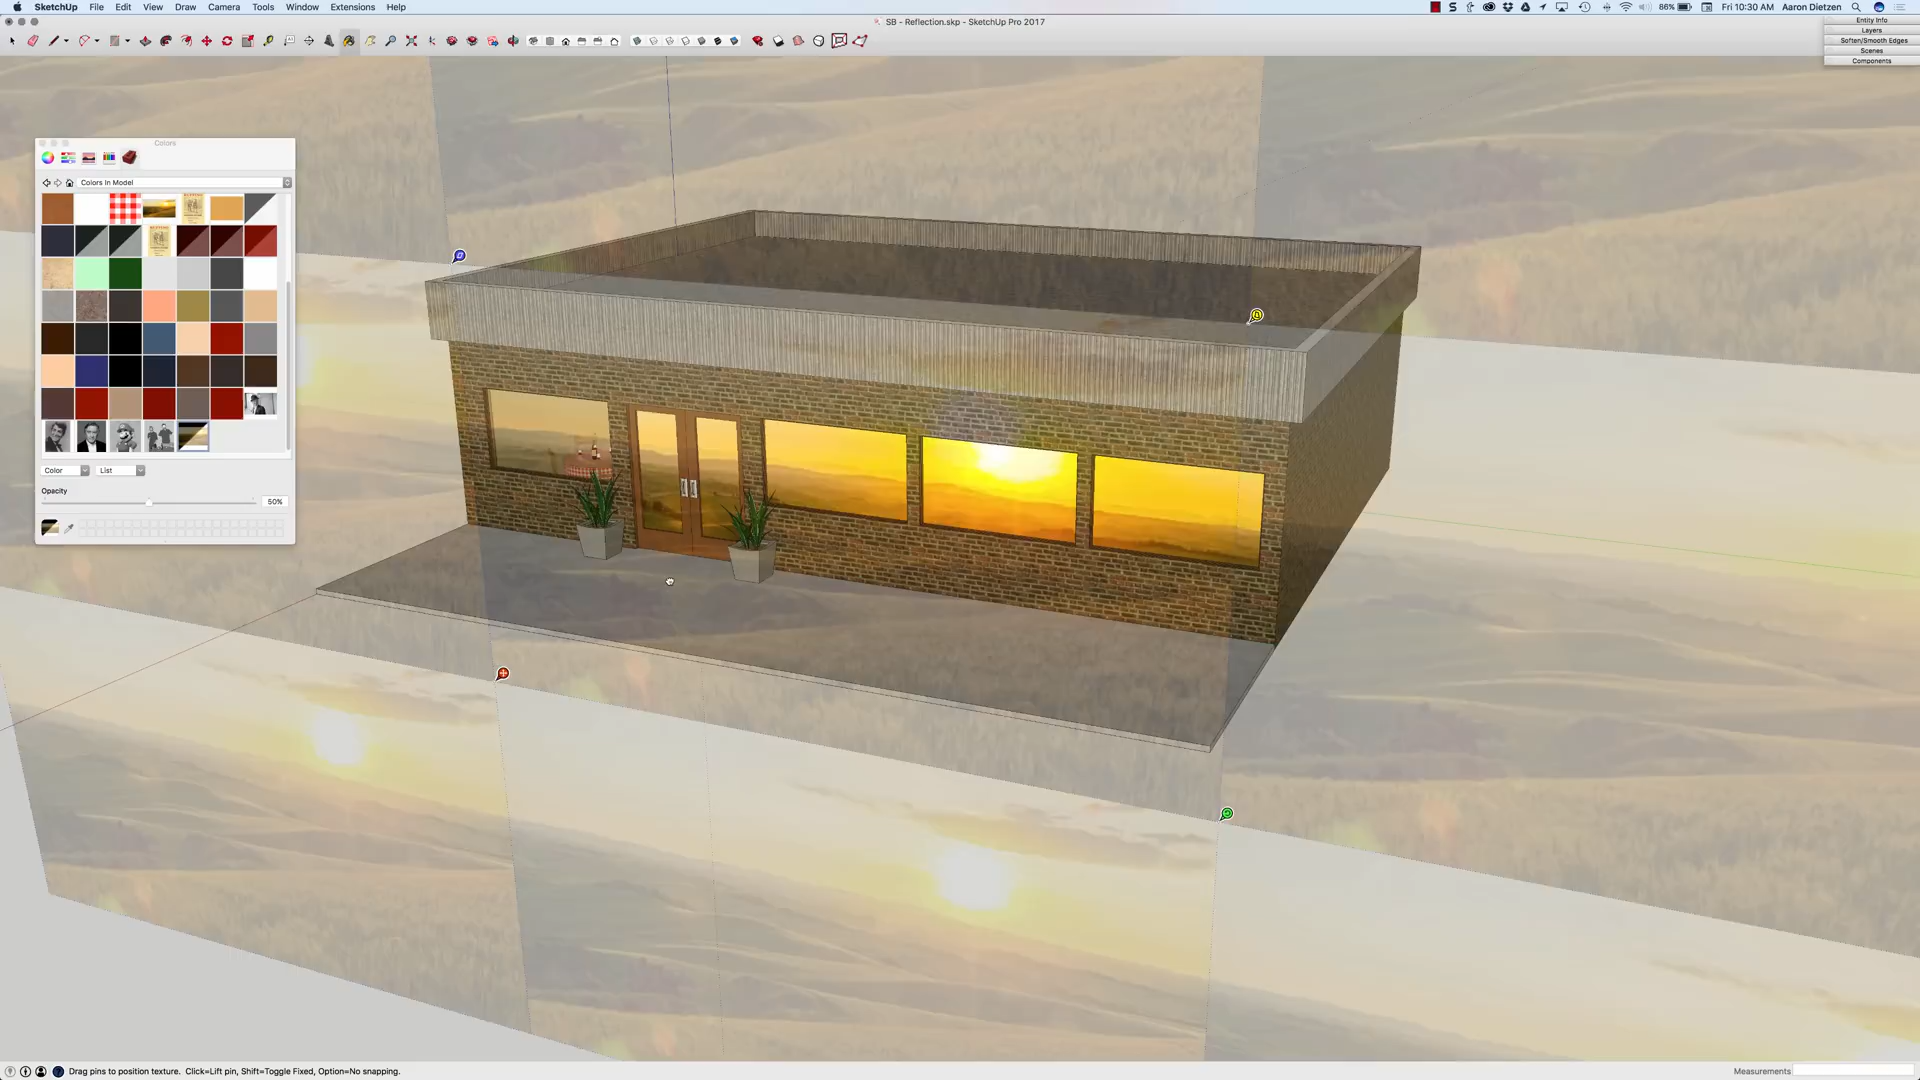 SketchUp File Edit View Draw Camera Tools Window Extensions Help
86% Fri 10:30 AM Aaron Dietzen
SB - Reflection.skp - SketchUp Pro 2017
Entity Info
Layers
Soften/Smooth Edges
Scenes
Components
Colors
Colors In Model
Color List
Opacity
50%
Drag pins to position texture. Click=Lift pin, Shift=Toggle Fixed, Option=No snapping.
Measurements